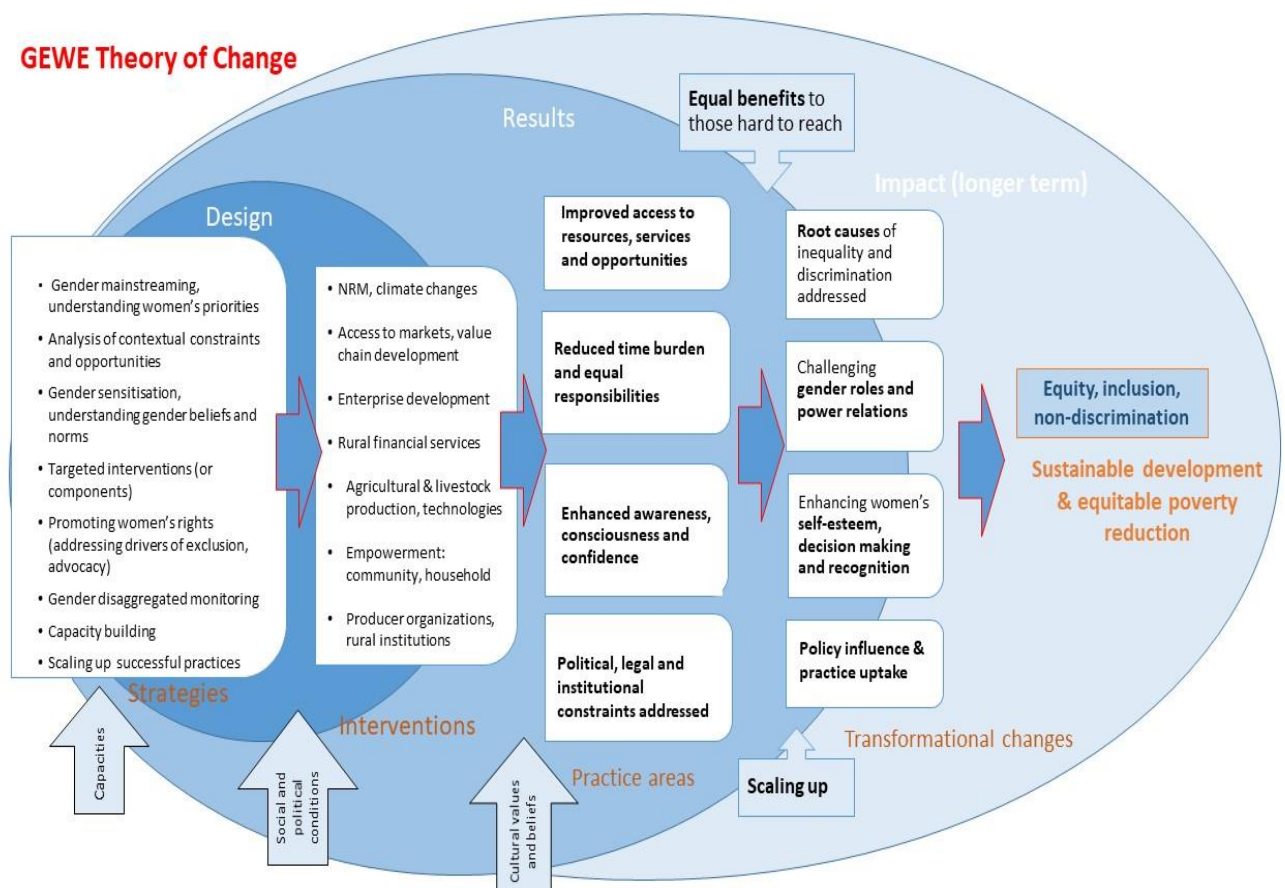 GEWE Theory of Change
Equal benefits to
those hard to reach
Results
Impact (longer term)
Design
• Gender mainstreaming,
understanding women's priorities
• Analysis of contextual constraints
and opportunities
• Gender sensitisation,
understanding gender beliefs and
norms
• Targeted interventions (or
components)
• Promoting women's rights
(addressing drivers of exclusion,
advocacy)
• Gender disaggregated monitoring
• Capacity building
• Scaling up successful practices
Strategies
• NRM, climate changes
• Access to markets, value
chain development
• Enterprise development
• Rural financial services
• Agricultural & livestock
production, technologies
• Empowerment:
community, household
• Producer organizations,
rural institutions
Interventions
Improved access to
resources, services
and opportunities
Reduced time burden
and equal
responsibilities
Enhanced awareness,
consciousness and
confidence
Political, legal and
institutional
constraints addressed
Practice areas
Root causes of
inequality and
discrimination
addressed
Challenging
gender roles and
power relations
Enhancing women's
self-esteem,
decision making
and recognition
Policy influence &
practice uptake
Transformational changes
Scaling up
Equity, inclusion,
non-discrimination
Sustainable development
& equitable poverty
reduction
Capacities
Social and
political
conditions
Cultural values
and beliefs